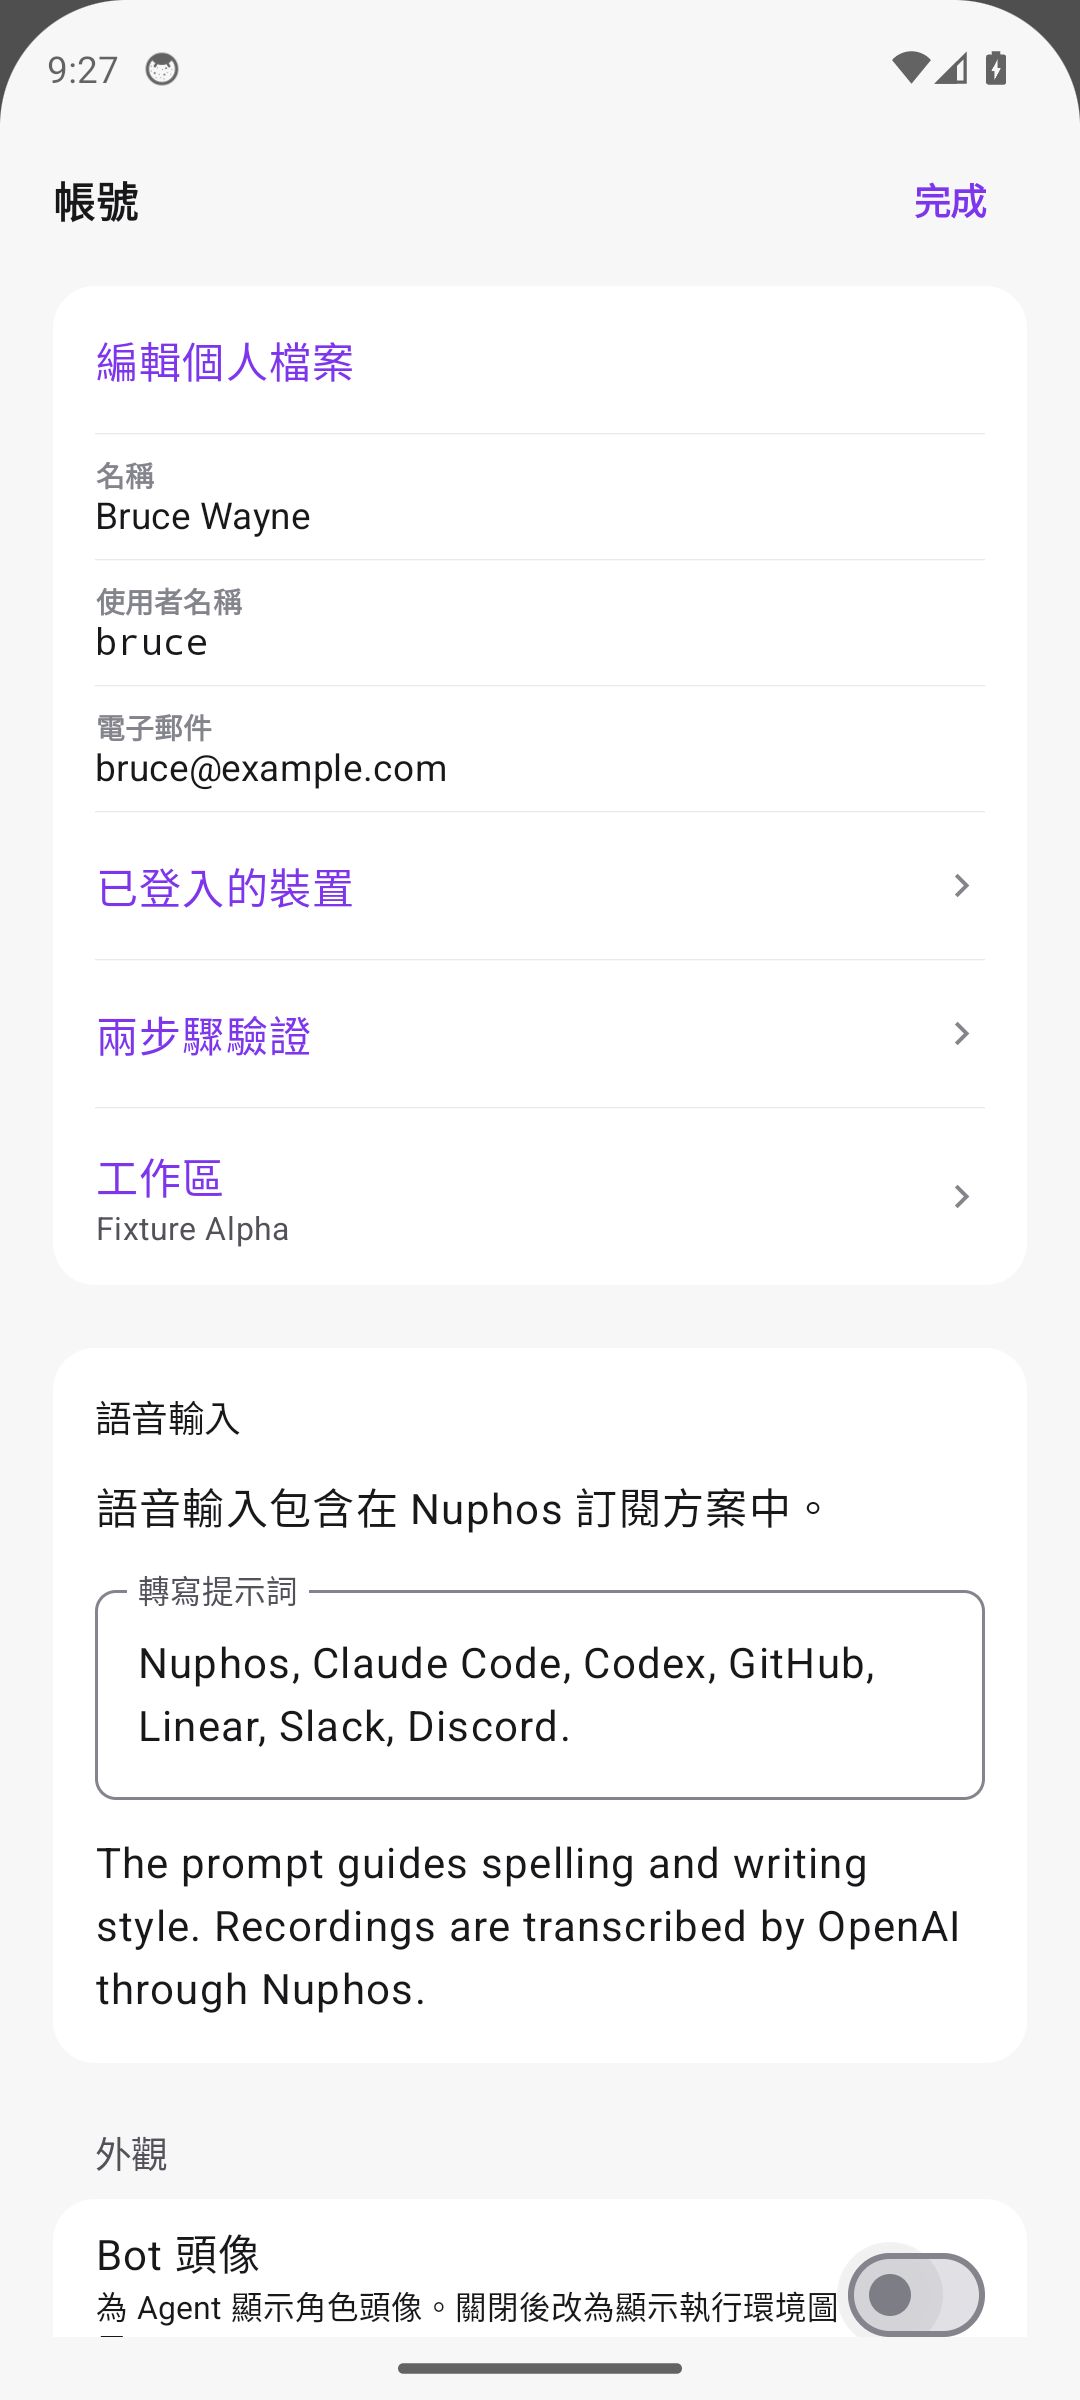 9:27
帳號
完成
編輯個人檔案
名稱
Bruce Wayne
使用者名稱
bruce
電子郵件
bruce@example.com
已登入的裝置
兩步驟驗證
工作區
Fixture Alpha
語音輸入
語音輸入包含在 Nuphos 訂閱方案中。
轉寫提示詞
Nuphos, Claude Code, Codex, GitHub,
Linear, Slack, Discord.
The prompt guides spelling and writing
style. Recordings are transcribed by OpenAI
through Nuphos.
外觀
Bot 頭像
為 Agent 顯示角色頭像。關閉後改為顯示執行環境圖